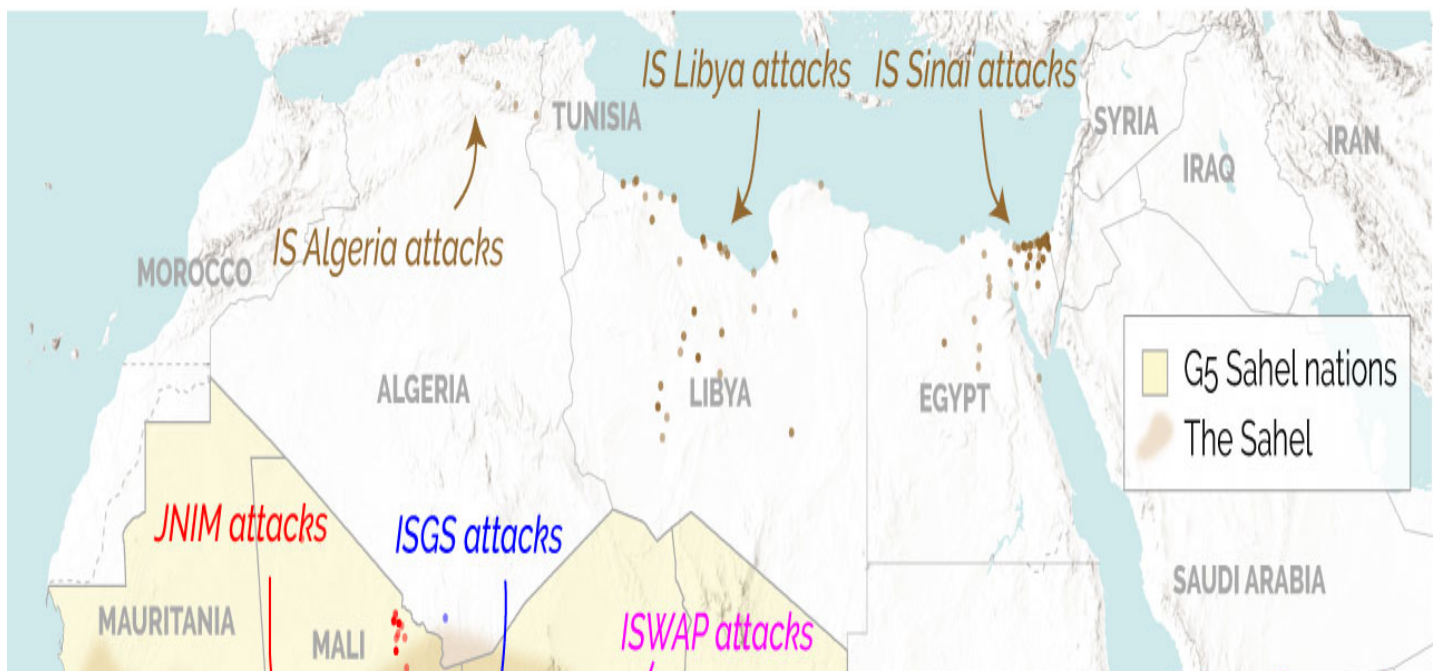 IS Libya attacks
IS Sinai attacks
TUNISIA
SYRIA
IRAN
IRAQ
IS Algeria attacks
MOROCCO
ALGERIA
LIBYA
EGYPT
G5 Sahel nations
The Sahel
JNIM attacks
ISGS attacks
SAUDI ARABIA
MAURITANIA
MALI
ISWAP attacks